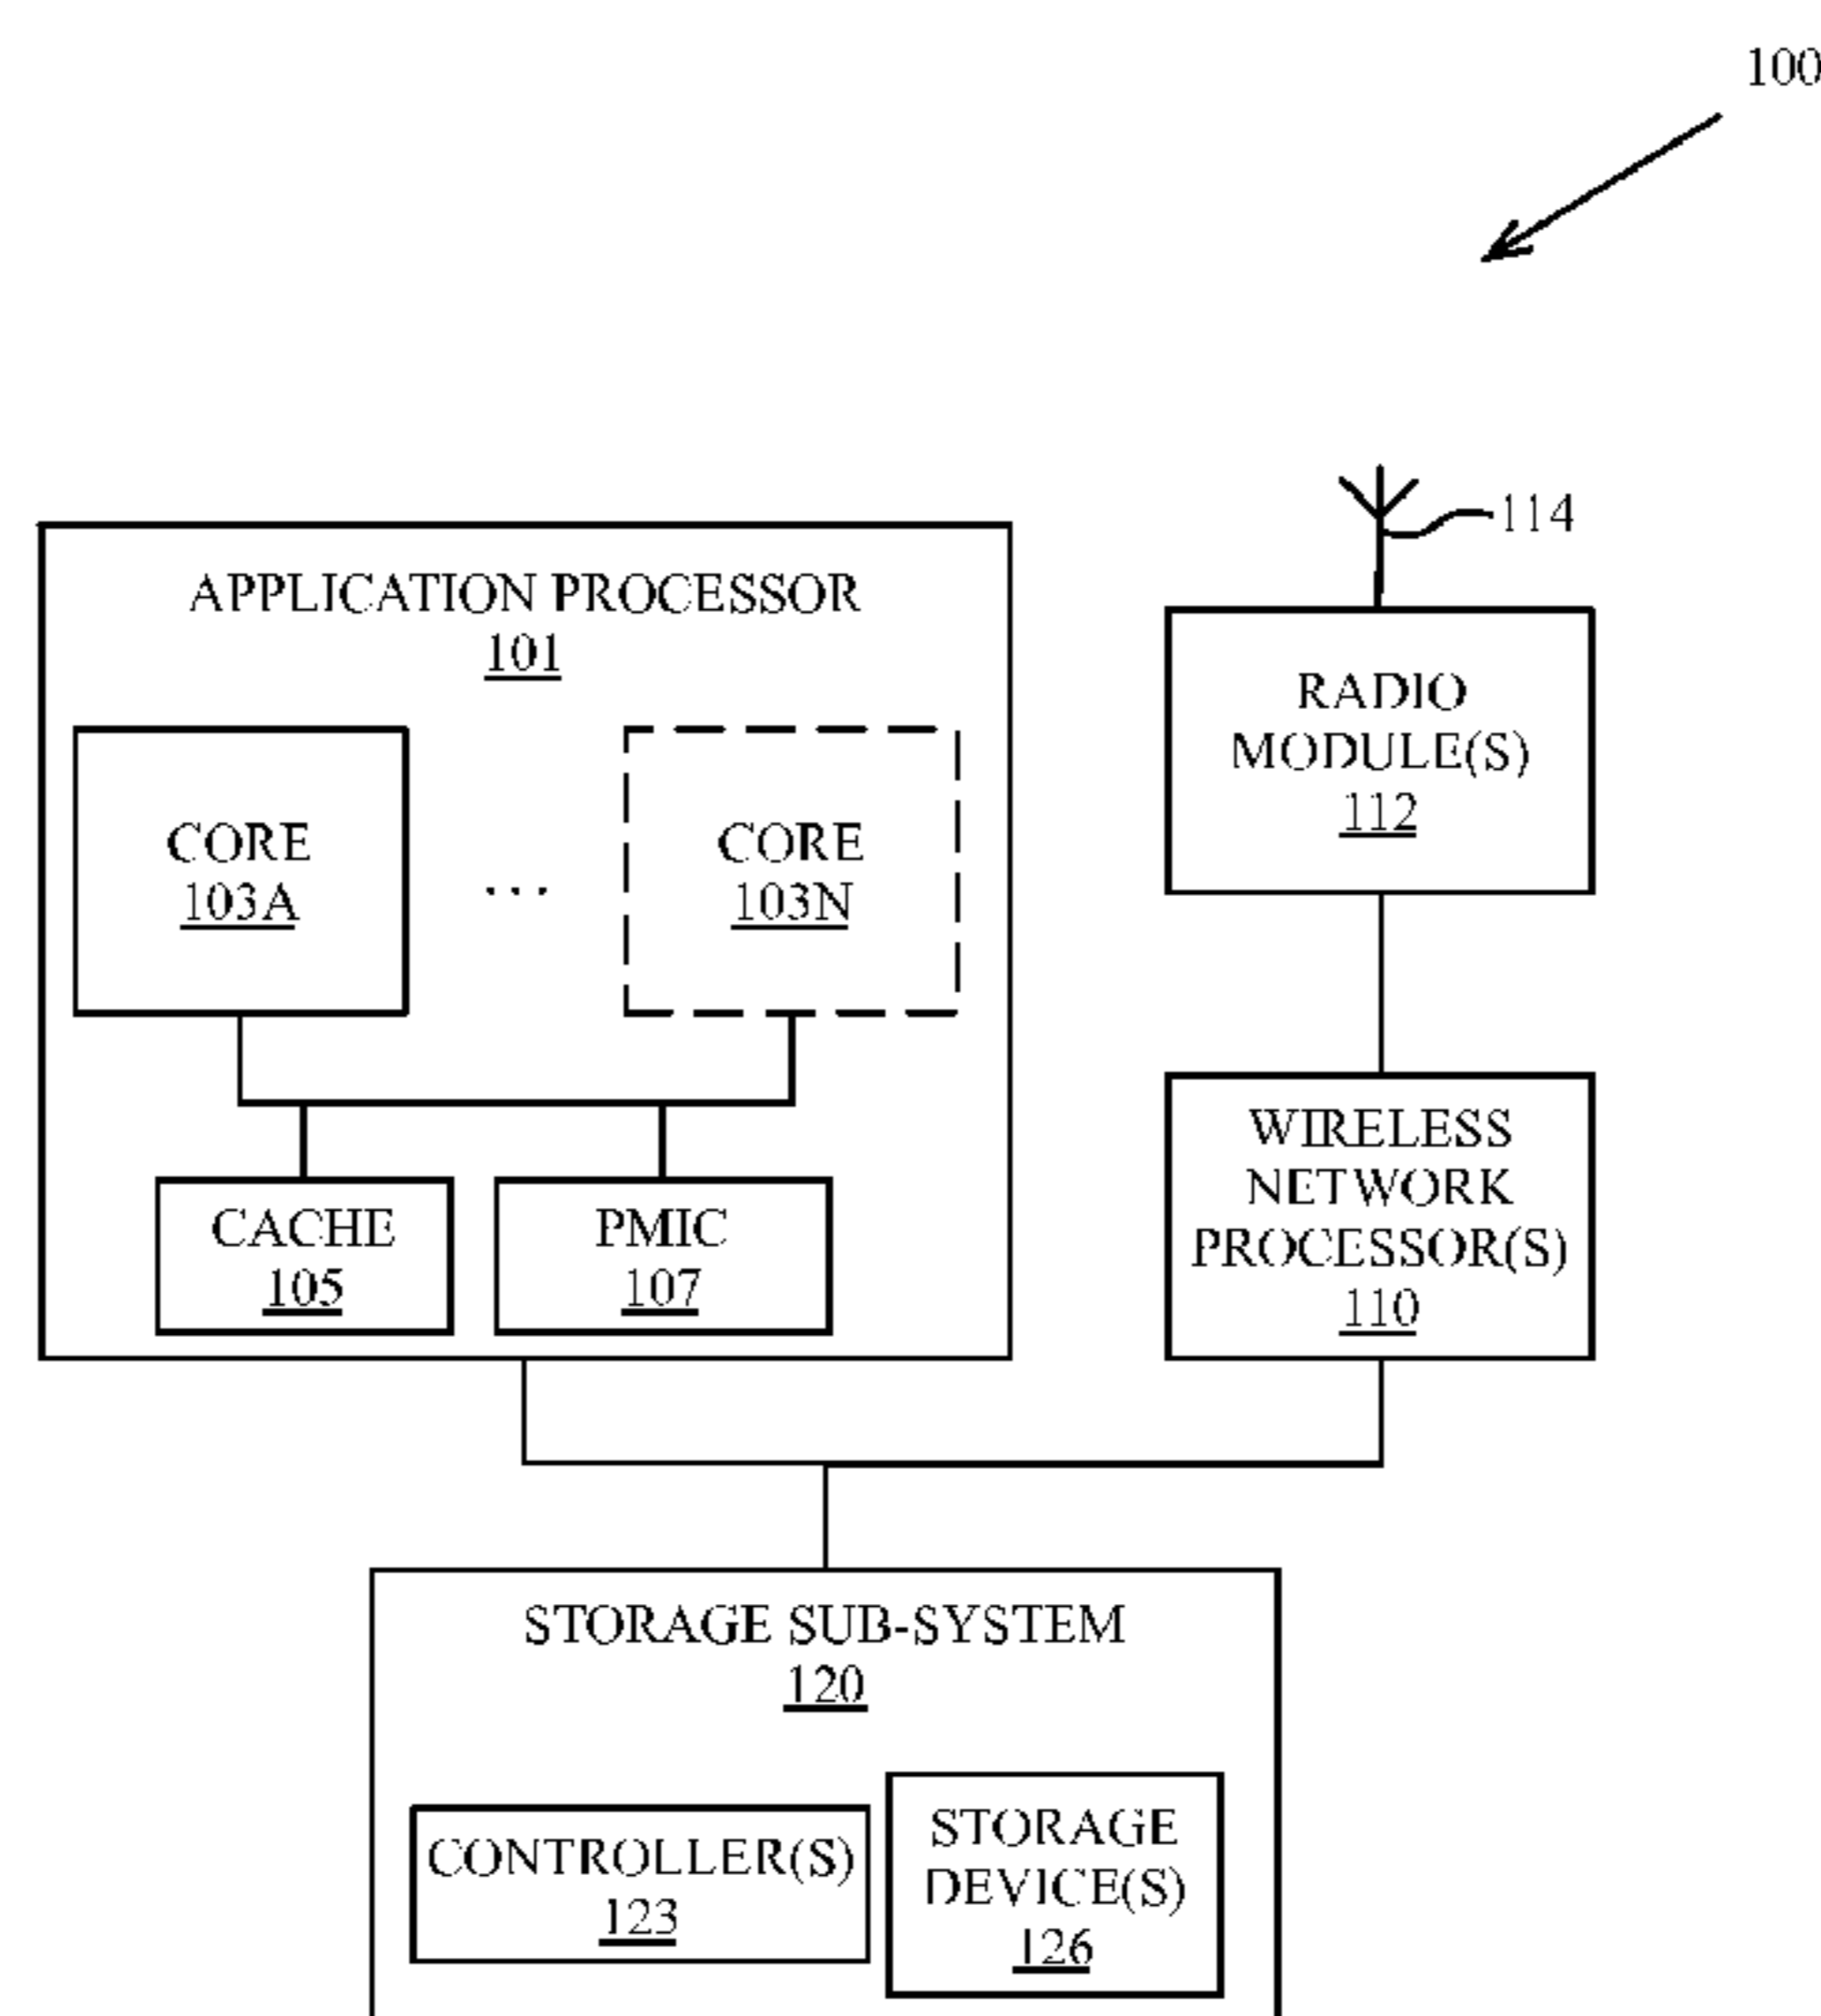 100
114
APPLICATION PROCESSOR
101
CORE
103A
...
CORE
103N
RADIO
MODULE(S)
112
CACHE
105
PMIC
107
WIRELESS
NETWORK
PROCESSOR(S)
110
STORAGE SUB-SYSTEM
120
CONTROLLER(S)
123
STORAGE
DEVICE(S)
126